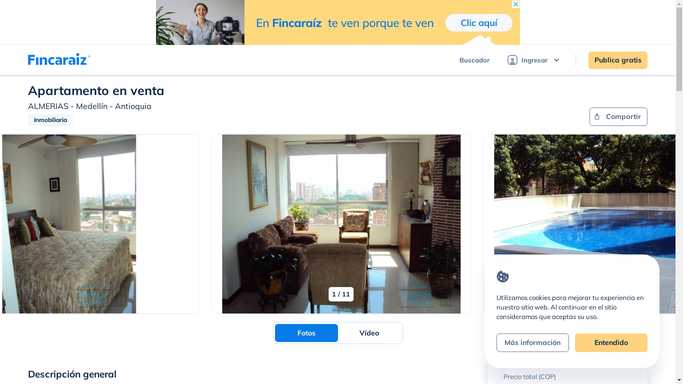 En Fincaraíz te ven porque te ven
Clic aquí
Fincaraiz
Buscador
Ingresar
Publica gratis
Apartamento en venta
ALMERIAS - Medellín - Antioquia
Inmobiliaria
Compartir
1 / 11
Fotos
Vídeo
Utilizamos cookies para mejorar tu experiencia en
nuestro sitio web. Al continuar en el sitio
consideramos que aceptas su uso.
Más información
Entendido
Descripción general
Precio total (COP)